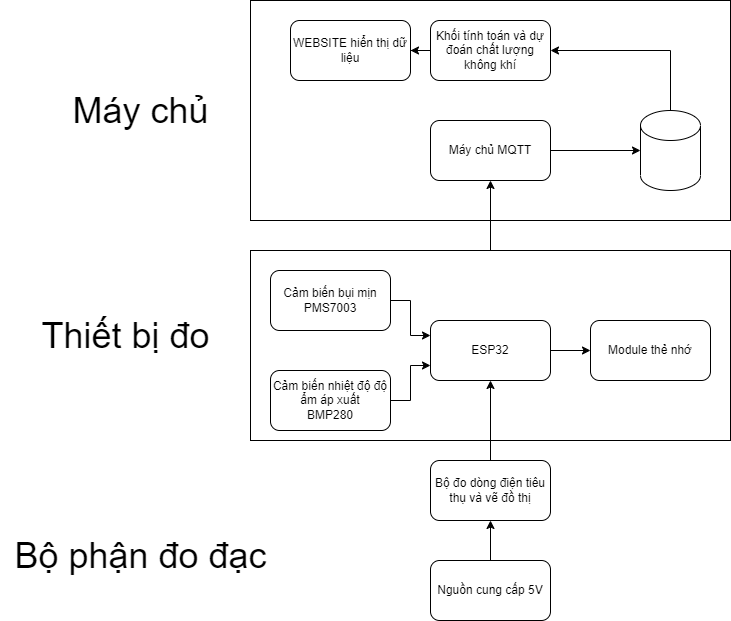 Máy chủ
WEBSITE hiển thị dữ
liệu
Khối tính toán và dự
đoán chất lượng
không khí
Máy chủ MQTT
Thiết bị đo
Cảm biến bụi mịn
PMS7003
Cảm biến nhiệt độ độ
ẩm áp xuất
BMP280
ESP32
Module thẻ nhớ
Bộ phận đo đạc
Bộ đo dòng điện tiêu
thụ và vẽ đồ thị
Nguồn cung cấp 5V